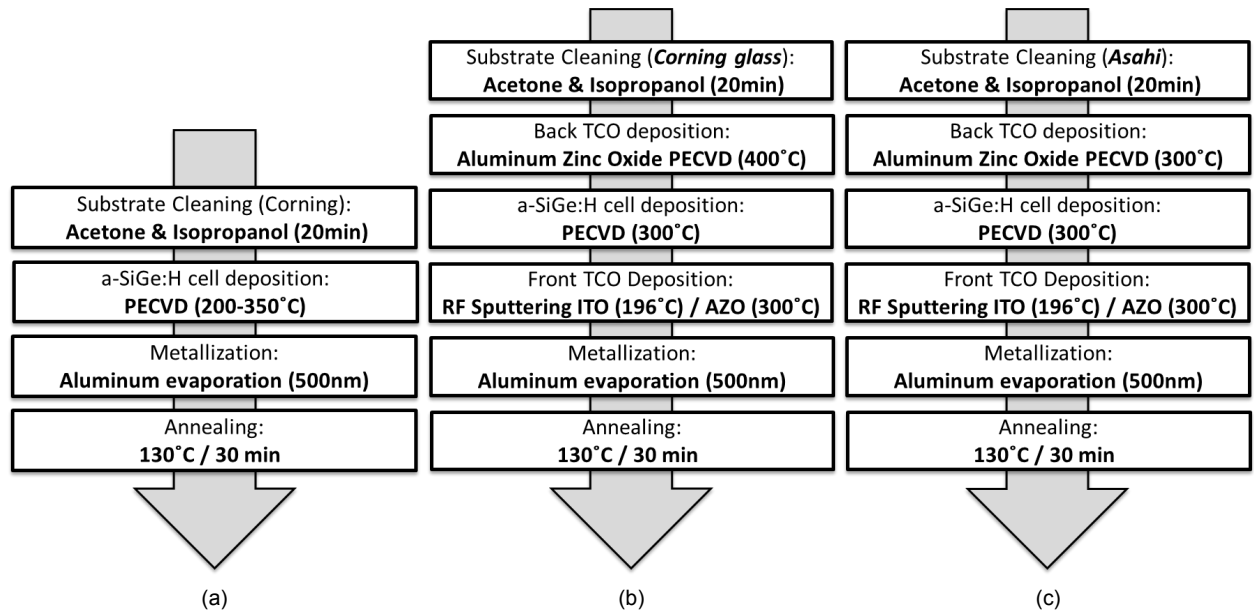 Substrate Cleaning (Corning):
Acetone & Isopropanol (20min)
a-SiGe:H cell deposition:
PECVD (200-350˚C)
Metallization:
Aluminum evaporation (500nm)
Annealing:
130˚C / 30 min
(a)
Substrate Cleaning (Corning glass):
Acetone & Isopropanol (20min)
Back TCO deposition:
Aluminum Zinc Oxide PECVD (400˚C)
a-SiGe:H cell deposition:
PECVD (300˚C)
Front TCO Deposition:
RF Sputtering ITO (196˚C) / AZO (300˚C)
Metallization:
Aluminum evaporation (500nm)
Annealing:
130˚C / 30 min
(b)
Substrate Cleaning (Asahi):
Acetone & Isopropanol (20min)
Back TCO deposition:
Aluminum Zinc Oxide PECVD (300˚C)
a-SiGe:H cell deposition:
PECVD (300˚C)
Front TCO Deposition:
RF Sputtering ITO (196˚C) / AZO (300˚C)
Metallization:
Aluminum evaporation (500nm)
Annealing:
130˚C / 30 min
(c)